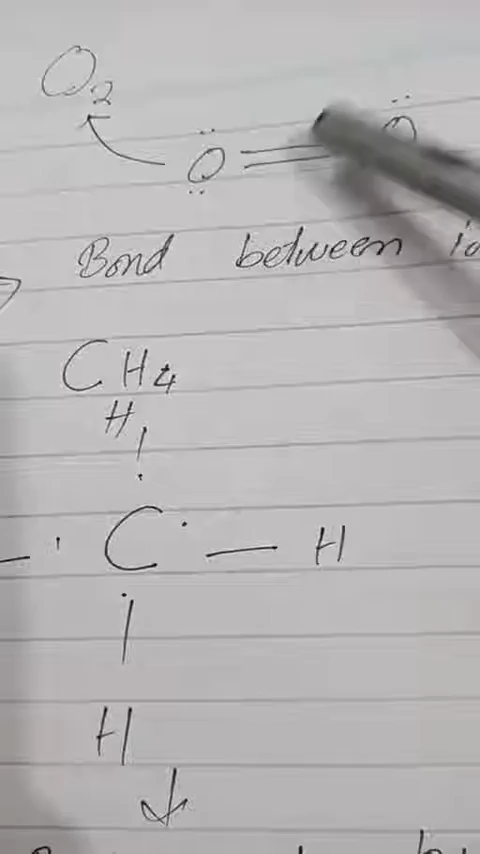 O₂
:Ö = Ö
Bond between
CH₄
H
|
— · C · — H
|
H
↓